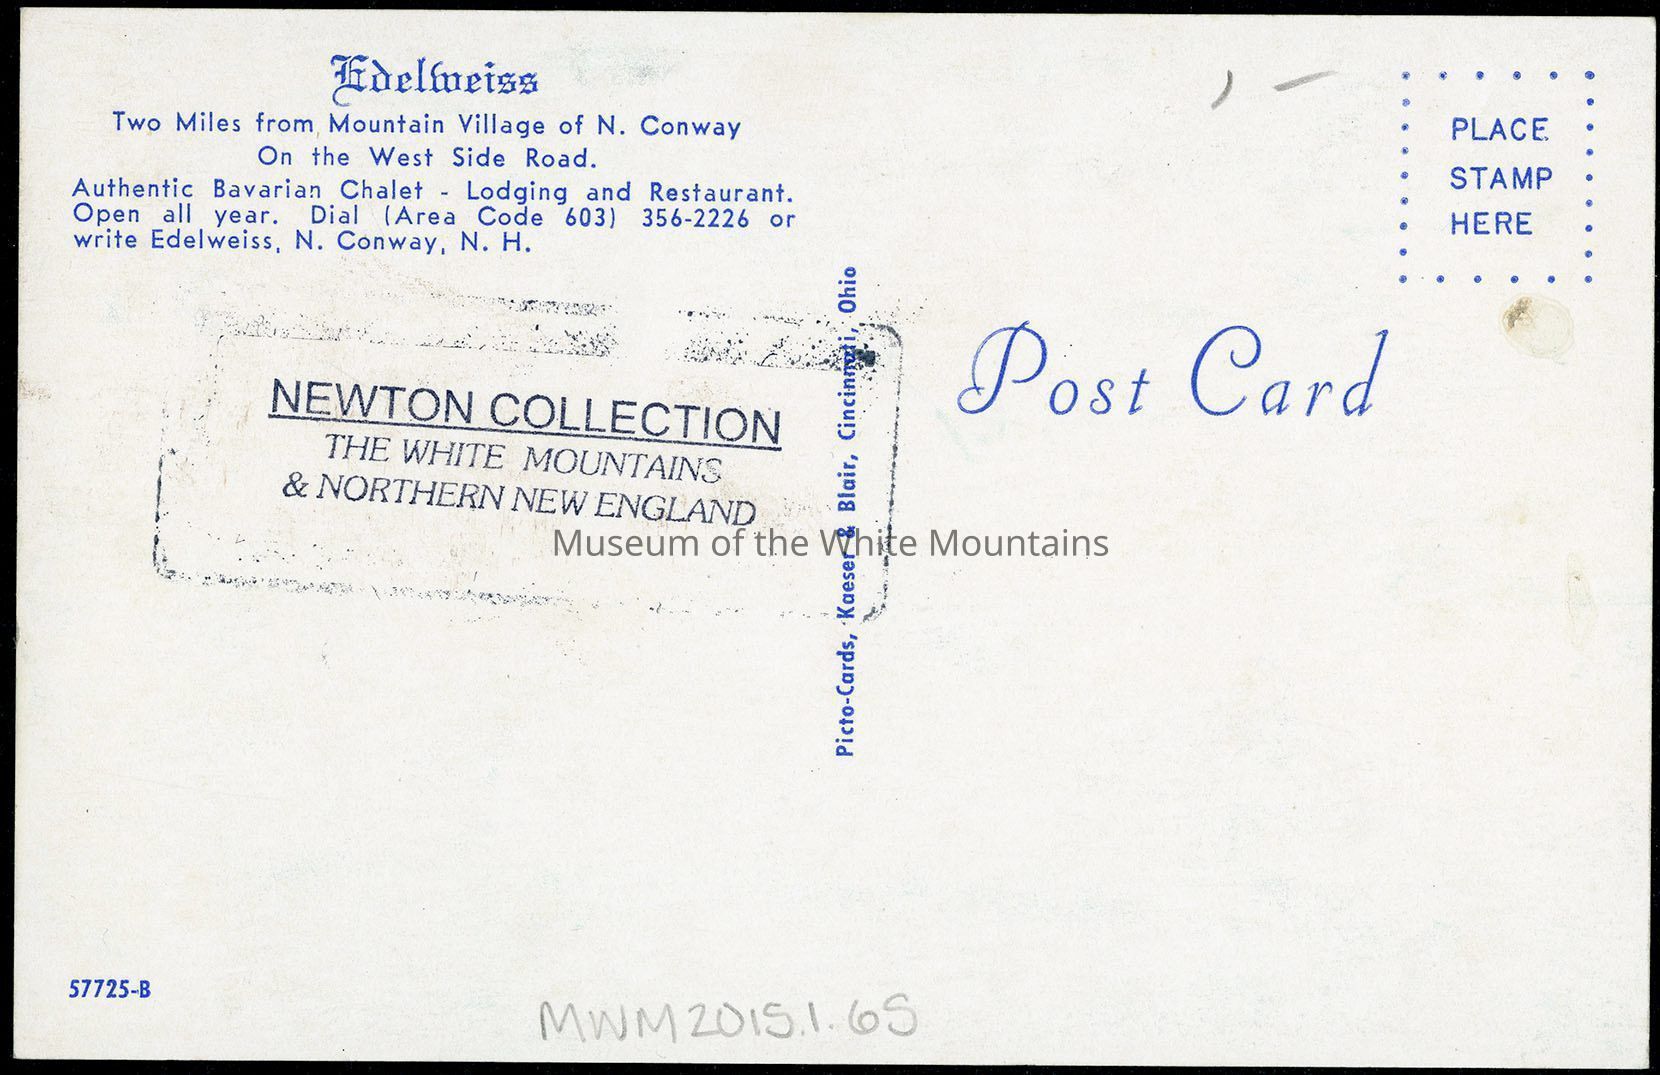 Edelweiss
Two Miles from Mountain Village of N. Conway
On the West Side Road.
Authentic Bavarian Chalet - Lodging and Restaurant.
Open all year. Dial (Area Code 603) 356-2226 or
write Edelweiss, N. Conway, N. H.
NEWTON COLLECTION
THE WHITE MOUNTAINS
& NORTHERN NEW ENGLAND
Picto-Cards, Kaeser & Blair, Cincinnati, Ohio
PLACE
STAMP
HERE
Post Card
Museum of the White Mountains
57725-B
MWM2015.1.65